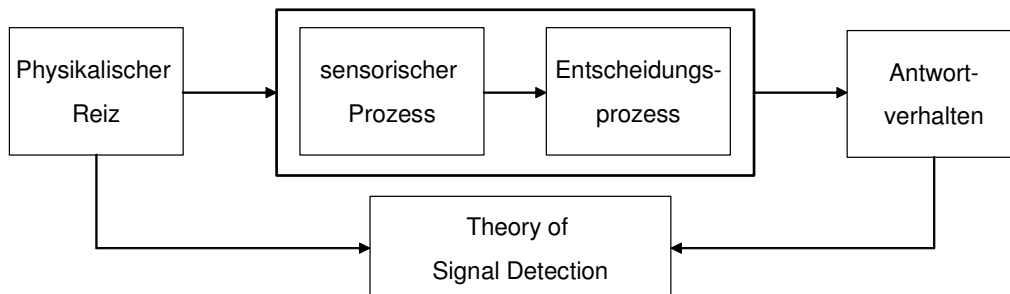 Physikalischer
Reiz
sensorischer
Prozess
Entscheidungs-
prozess
Antwort-
verhalten
Theory of
Signal Detection